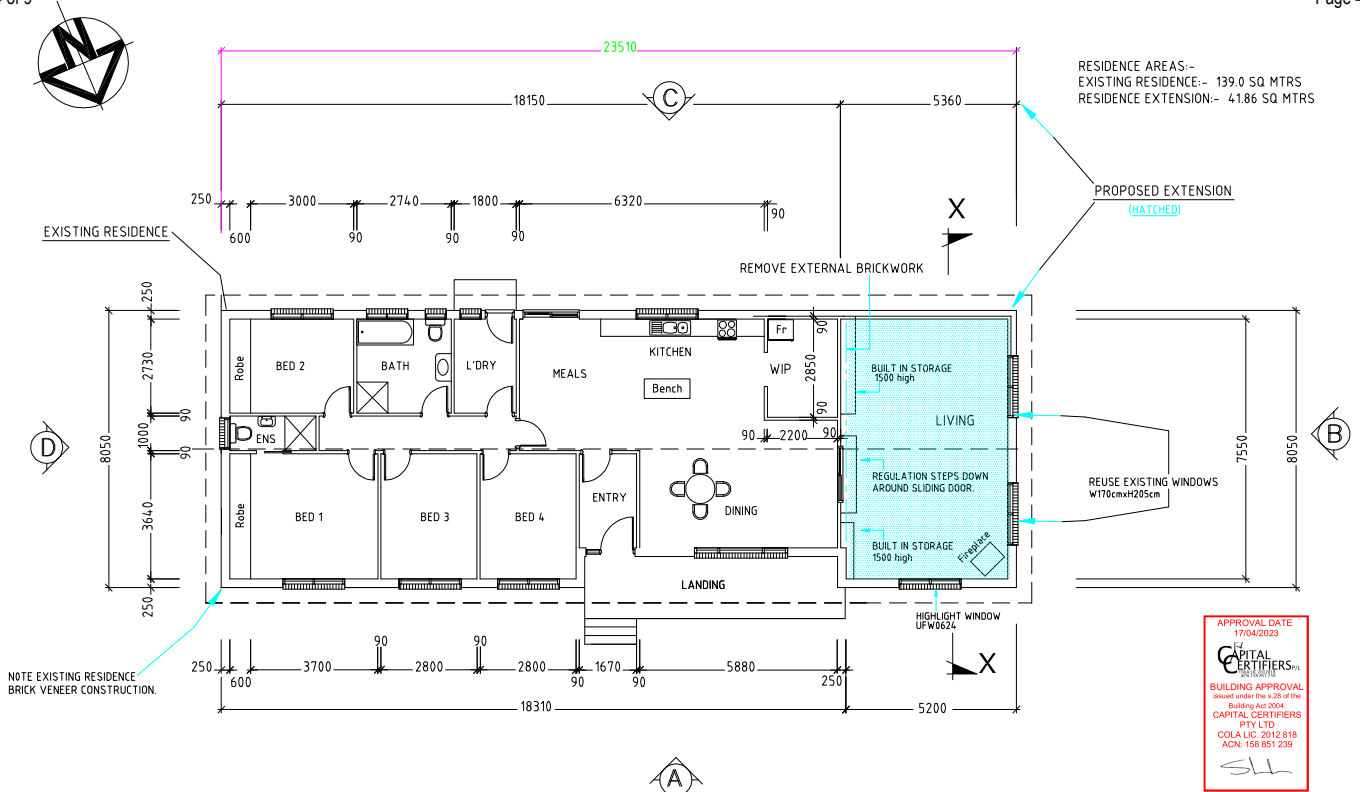 23510
RESIDENCE AREAS:-
EXISTING RESIDENCE:- 139.0 SQ MTRS
RESIDENCE EXTENSION:- 41.86 SQ MTRS
N
C
18150
5360
PROPOSED EXTENSION
(HATCHED)
250
3000
2740
1800
6320
90
600
90
90
90
X
EXISTING RESIDENCE
REMOVE EXTERNAL BRICKWORK
250
2730
90
1000
90
3640
250
8050
D
Robe
BED 2
BATH
L'DRY
MEALS
KITCHEN
Bench
Fr
WIP
90
2850
90
90
2200
90
BUILT IN STORAGE
1500 high
LIVING
ENS
REGULATION STEPS DOWN
AROUND SLIDING DOOR.
Robe
BED 1
BED 3
BED 4
ENTRY
DINING
BUILT IN STORAGE
1500 high
Fireplace
LANDING
7550
8050
B
REUSE EXISTING WINDOWS
W170cmxH205cm
HIGHLIGHT WINDOW
UFW0624
X
NOTE EXISTING RESIDENCE
BRICK VENEER CONSTRUCTION.
250
600
3700
90
2800
90
2800
90
1670
90
5880
250
18310
5200
A
APPROVAL DATE
17/04/2023
CAPITAL
CERTIFIERS P/L
BUILDING APPROVAL
issued under the s.28 of the
Building Act 2004
CAPITAL CERTIFIERS
PTY LTD
COLA LIC. 2012 818
ACN: 158 851 239